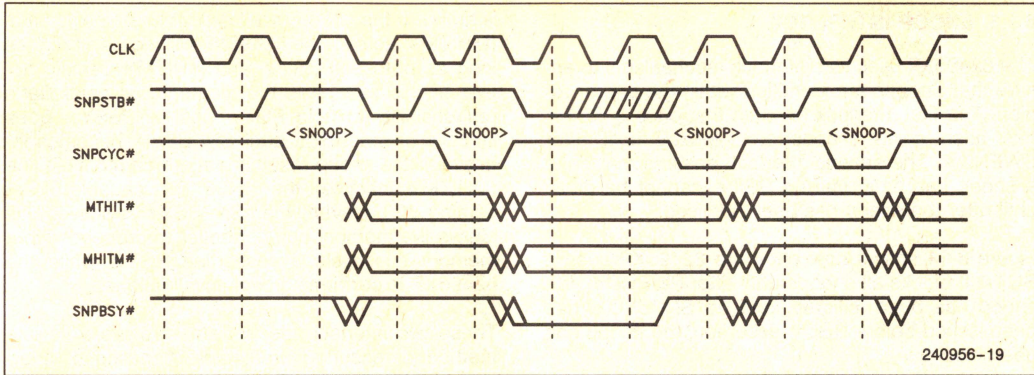 CLK
SNPSTB#
<SNOOP> <SNOOP> <SNOOP> <SNOOP>
SNPCYC#
MTHIT#
MHITM#
SNPBSY#
240956-19